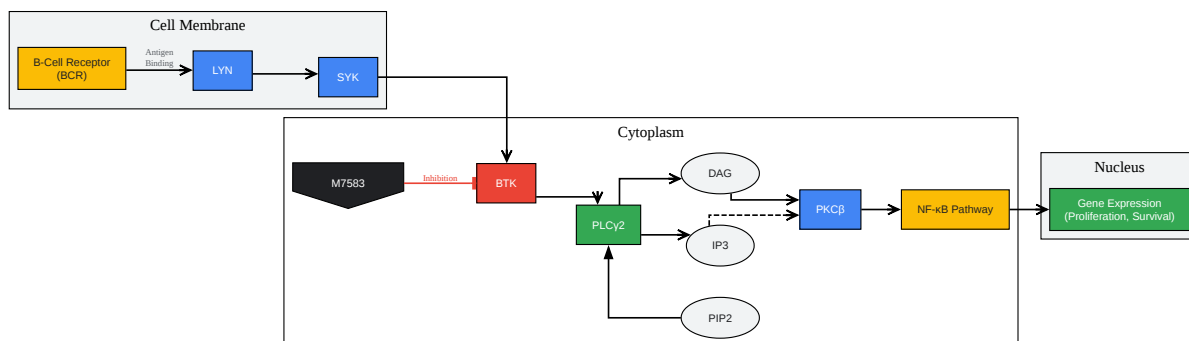 Cell Membrane
B-Cell Receptor
(BCR)
Antigen
Binding
LYN
SYK
Cytoplasm
M7583
Inhibition
BTK
PLCγ2
DAG
IP3
PIP2
PKCβ
NF-κB Pathway
Nucleus
Gene Expression
(Proliferation, Survival)